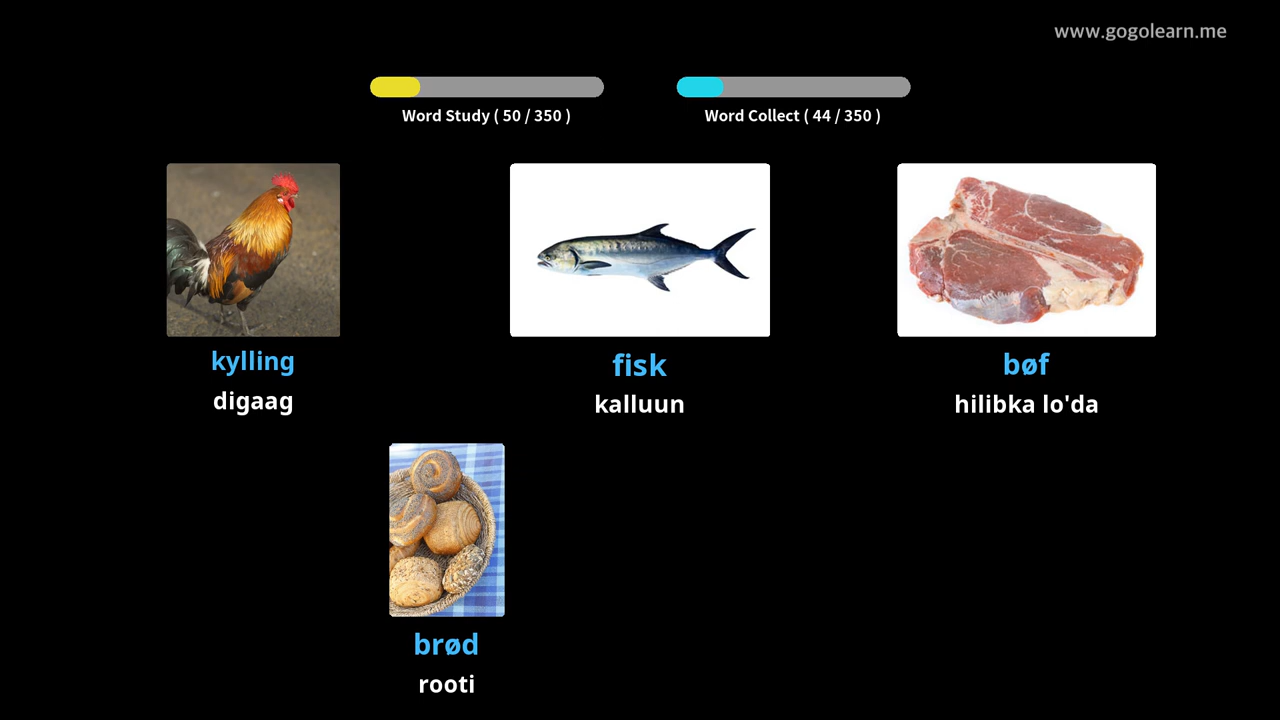 www.gogolearn.me
Word Study ( 50 / 350 )
Word Collect ( 44 / 350 )
kylling
digaag
fisk
kalluun
bøf
hilibka lo'da
brød
rooti